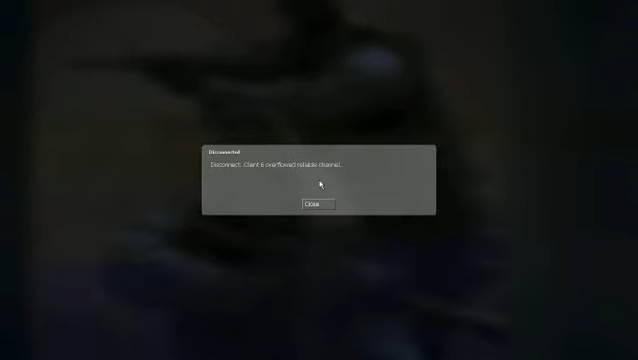 Disconnected
Disconnect: Client 6 overflowed reliable channel.
Close